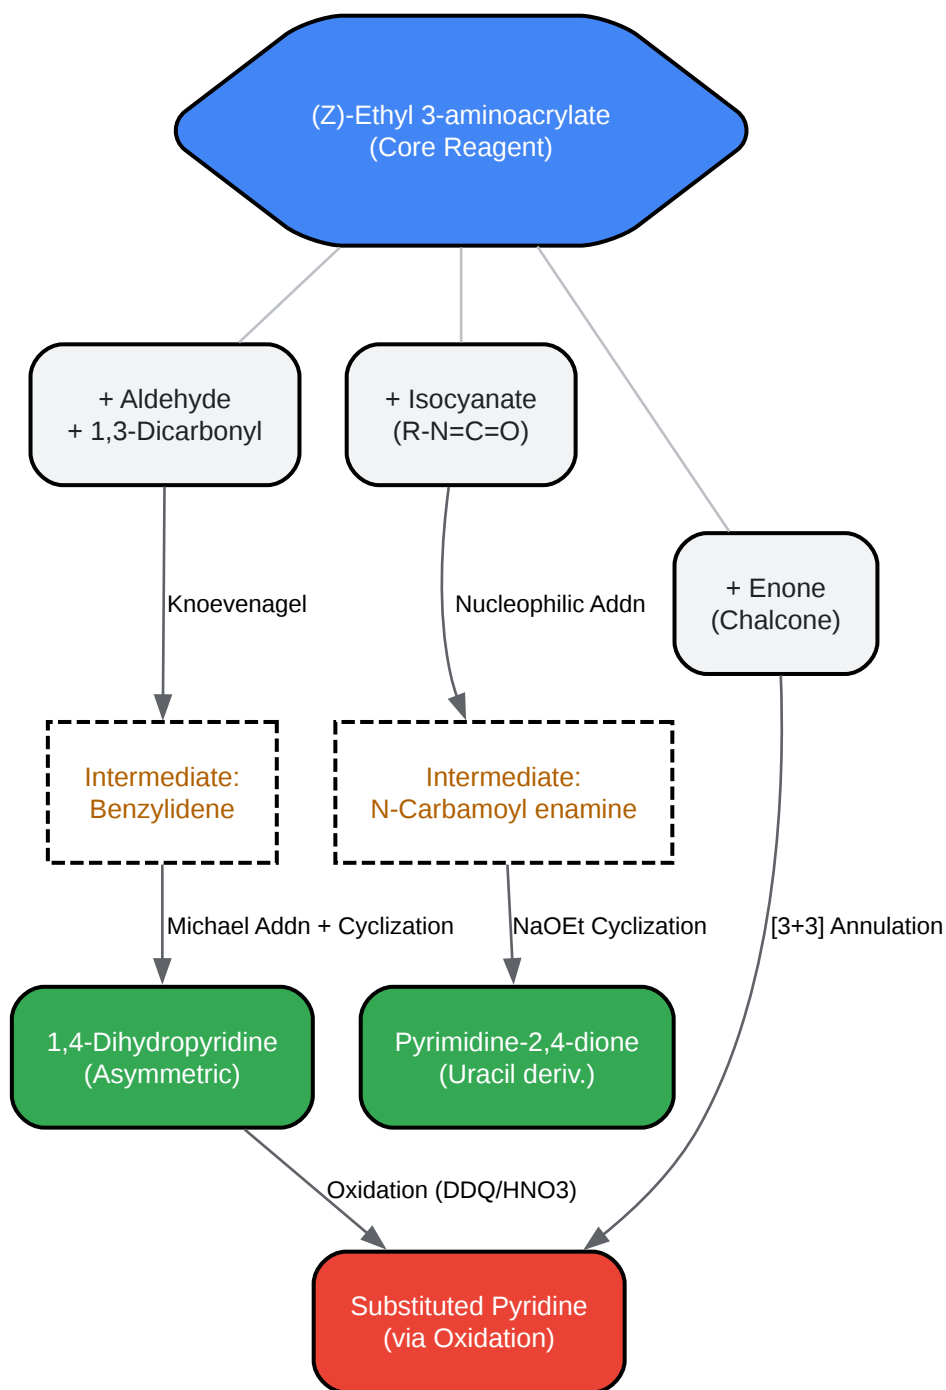 (Z)-Ethyl 3-aminoacrylate
(Core Reagent)
+ Aldehyde
+ 1,3-Dicarbonyl
+ Isocyanate
(R-N=C=O)
+ Enone
(Chalcone)
Knoevenagel
Nucleophilic Addn
Intermediate:
Benzylidene
Intermediate:
N-Carbamoyl enamine
Michael Addn + Cyclization
NaOEt Cyclization
[3+3] Annulation
1,4-Dihydropyridine
(Asymmetric)
Pyrimidine-2,4-dione
(Uracil deriv.)
Oxidation (DDQ/HNO3)
Substituted Pyridine
(via Oxidation)